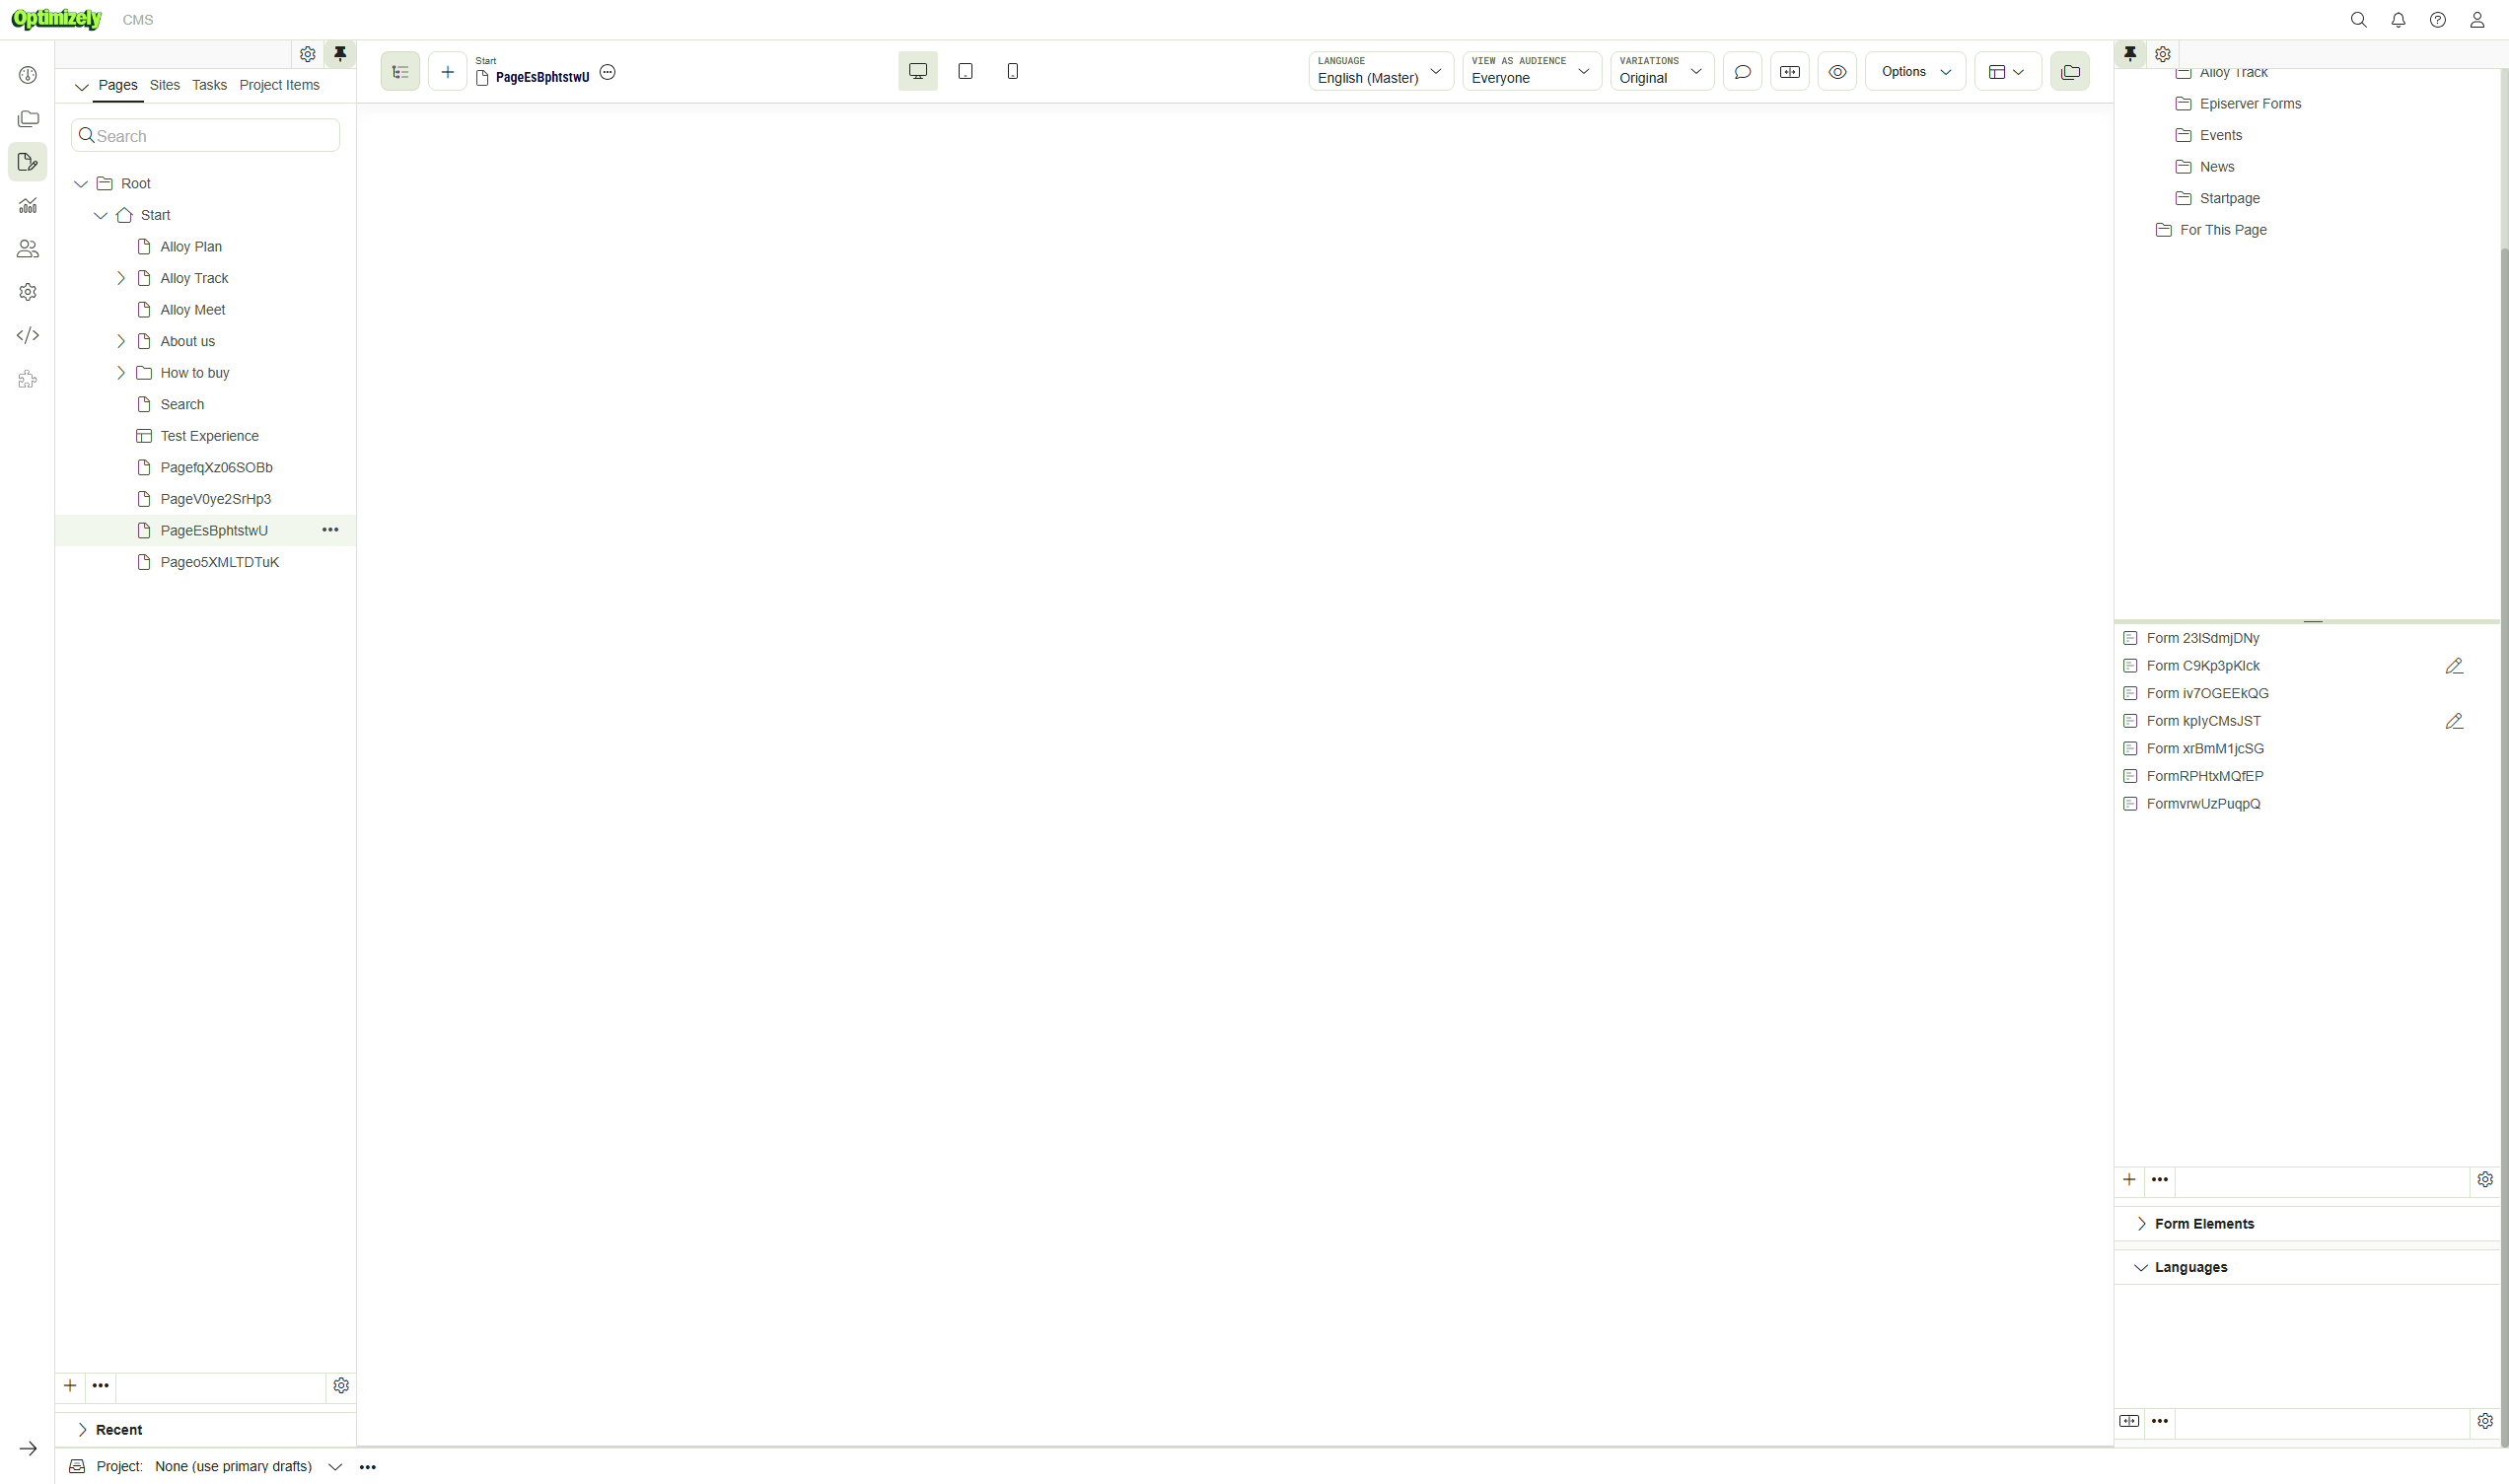 Optimizely CMS
Pages Sites Tasks Project Items
Search
Root
Start
Alloy Plan
Alloy Track
Alloy Meet
About us
How to buy
Search
Test Experience
PagefqXz06SOBb
PageV0ye2SrHp3
PageEsBphtstwU
Pageo5XMLTDTuK
Recent
Project: None (use primary drafts)
Start
PageEsBphtstwU
LANGUAGE
English (Master)
VIEW AS AUDIENCE
Everyone
VARIATIONS
Original
Options
Alloy Track
Episerver Forms
Events
News
Startpage
For This Page
Form 23lSdmjDNy
Form C9Kp3pKlck
Form iv7OGEEkQG
Form kplyCMsJST
Form xrBmM1jcSG
FormRPHtxMQfEP
FormvrwUzPuqpQ
Form Elements
Languages